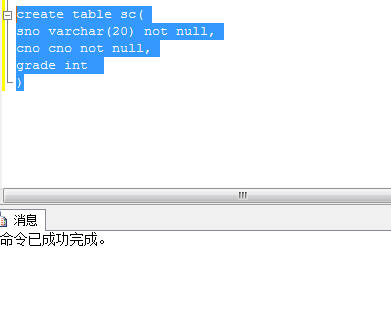 create table sc(
sno varchar(20) not null,
cno cno not null,
grade int
)
消息
命令已成功完成。